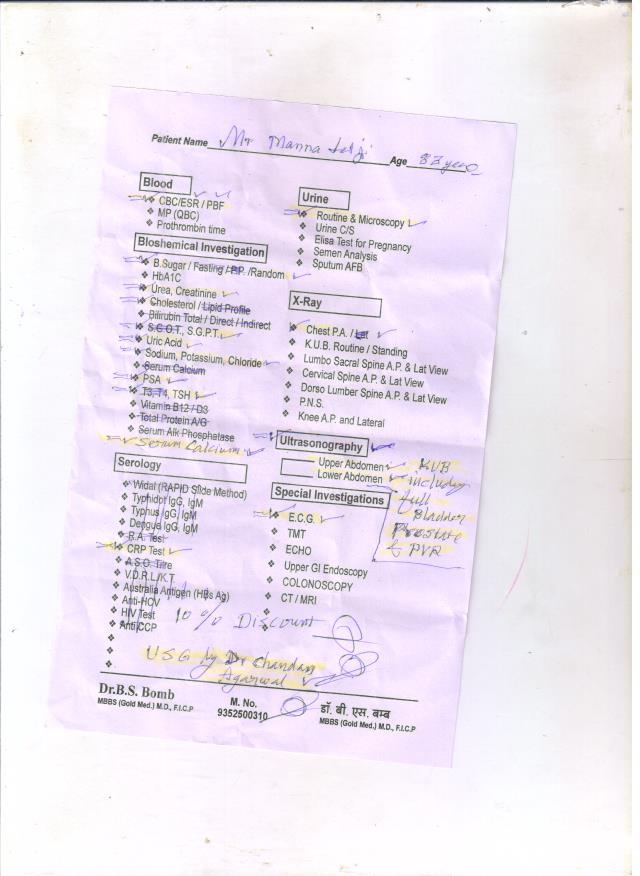 Patient Name Mr Manna Lal ji Age 83 years
Blood
❖ CBC/ESR / PBF
❖ MP (QBC)
❖ Prothrombin time
Bioshemical Investigation
❖ B.Sugar / Fasting / P.P. /Random
❖ HbA1C
❖ Urea, Creatinine
❖ Cholesterol / Lipid Profile
❖ Bilirubin Total / Direct / Indirect
❖ S.G.O.T., S.G.P.T.
❖ Uric Acid
❖ Sodium, Potassium, Chloride
❖ Serum Calcium
❖ PSA
❖ T3, T4, TSH
❖ Vitamin B12 / D3
❖ Total Protein A/G
❖ Serum Alk Phosphatase
Serum Calcium
Serology
❖ Widal (RAPID Slide Method)
❖ Typhidot IgG, IgM
❖ Typhus IgG, IgM
❖ Dengue IgG, IgM
❖ R.A. Test
❖ CRP Test
❖ A.S.O. Titre
❖ V.D.R.L/K.T
❖ Australia Antigen (HBs Ag)
❖ Anti-HCV
❖ HIV Test
❖ Anti CCP
Urine
❖ Routine & Microscopy
❖ Urine C/S
❖ Elisa Test for Pregnancy
❖ Semen Analysis
❖ Sputum AFB
X-Ray
❖ Chest P.A. / Lat
❖ K.U.B. Routine / Standing
❖ Lumbo Sacral Spine A.P. & Lat View
❖ Cervical Spine A.P. & Lat View
❖ Dorso Lumber Spine A.P. & Lat View
❖ P.N.S.
❖ Knee A.P. and Lateral
Ultrasonography
Upper Abdomen
Lower Abdomen
KUB
including
full
Bladder
Prostate
& PVR
Special Investigations
❖ E.C.G.
❖ TMT
❖ ECHO
❖ Upper GI Endoscopy
❖ COLONOSCOPY
❖ CT / MRI
10 % Discount
USG by Dr Chandan
Agarwal
Dr.B.S. Bomb
MBBS (Gold Med.) M.D., F.I.C.P
M. No.
9352500310
डॉ. बी. एस. बम्ब
MBBS (Gold Med.) M.D., F.I.C.P